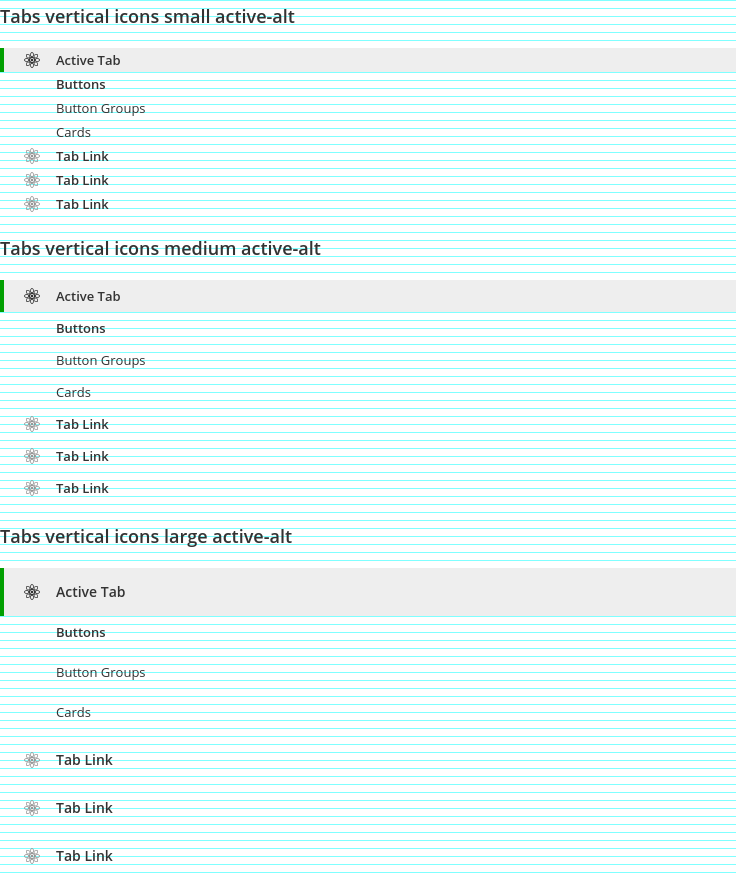 Tabs vertical icons small active-alt
Active Tab
Buttons
Button Groups
Cards
Tab Link
Tab Link
Tab Link
Tabs vertical icons medium active-alt
Active Tab
Buttons
Button Groups
Cards
Tab Link
Tab Link
Tab Link
Tabs vertical icons large active-alt
Active Tab
Buttons
Button Groups
Cards
Tab Link
Tab Link
Tab Link